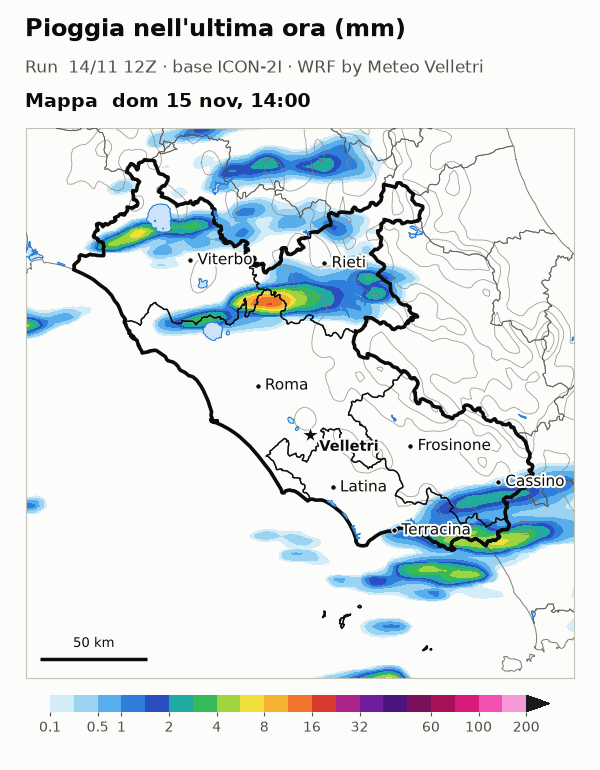 Pioggia nell'ultima ora (mm)
Run  14/11 12Z · base ICON-2I · WRF by Meteo Velletri
Mappa  dom 15 nov, 14:00
Viterbo
Rieti
Roma
Velletri
Frosinone
Cassino
Latina
Terracina
50 km
0.1 0.5 1 2 4 8 16 32 60 100 200